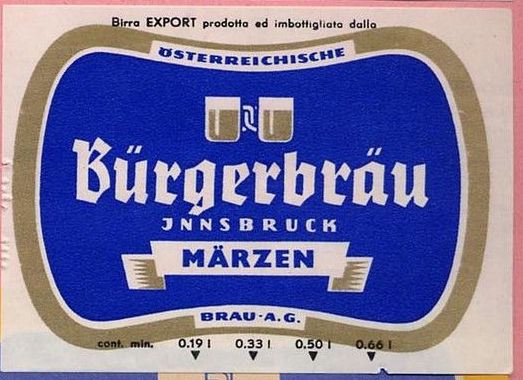 Birra EXPORT prodotta ed imbottigliata dalla
ÖSTERREICHISCHE
Bürgerbräu
JNNSBRUCK
MÄRZEN
BRAU-A.G.
cont. min. 0.19 l 0.33 l 0.50 l 0.66 l